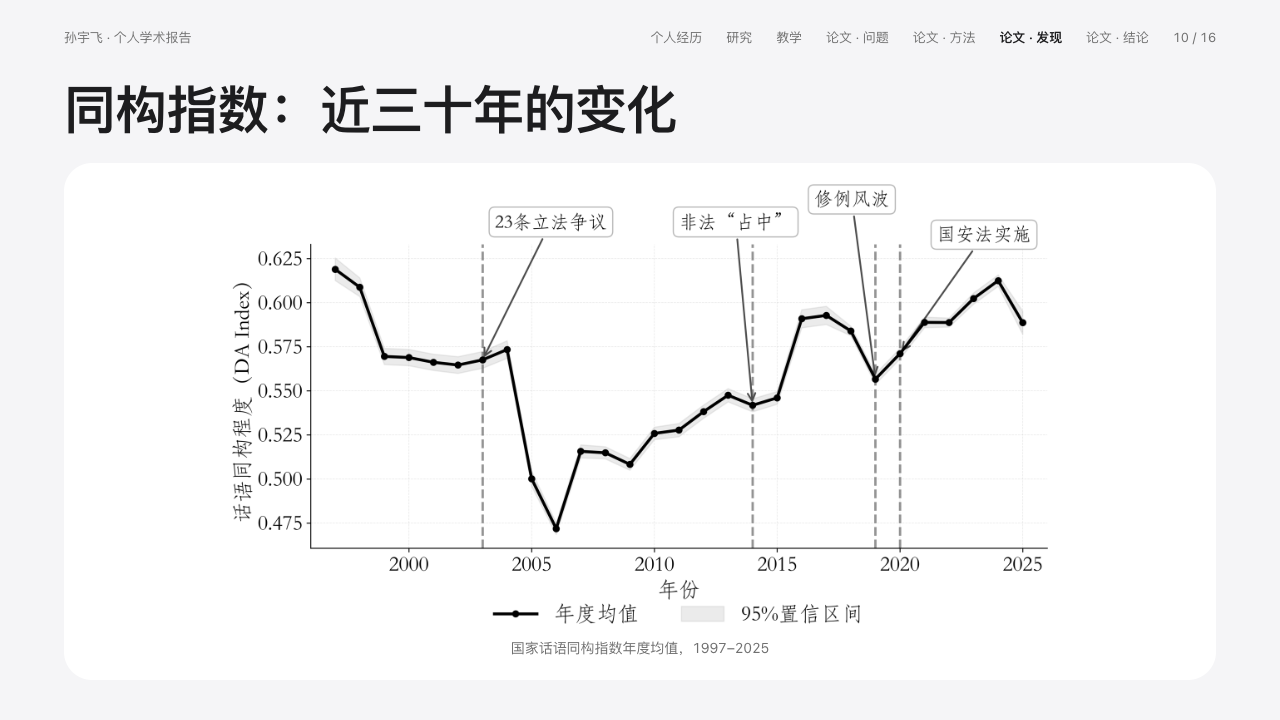 孙宇飞 · 个人学术报告
个人经历 研究 教学 论文 · 问题 论文 · 方法 论文 · 发现 论文 · 结论 10 / 16
同构指数：近三十年的变化
修例风波
23条立法争议 非法“占中”
国安法实施
话语同构程度（DA Index）
0.625
0.600
0.575
0.550
0.525
0.500
0.475
2000 2005 2010 2015 2020 2025
年份
年度均值 95%置信区间
国家话语同构指数年度均值，1997–2025